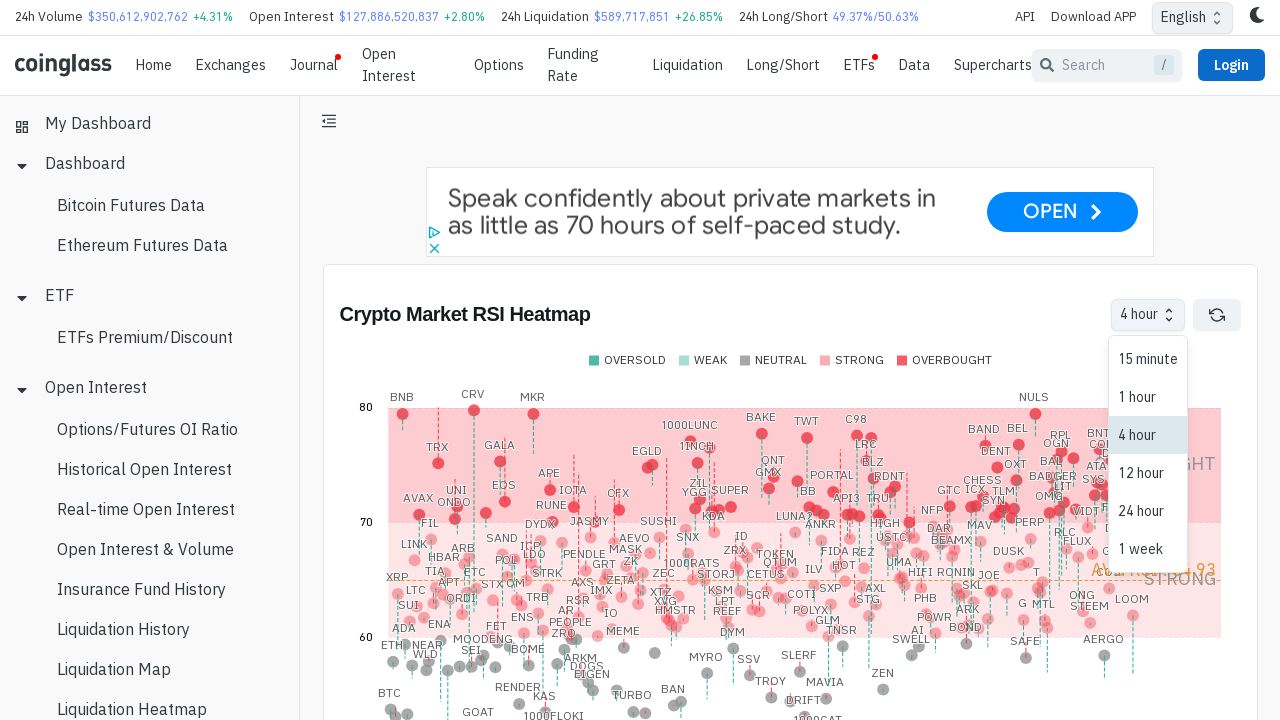 24h Volume $350,612,902,762 +4.31% Open Interest $127,886,520,837 +2.80% 24h Liquidation $589,717,851 +26.85% 24h Long/Short 49.37%/50.63% API Download APP English
coinglass Home Exchanges Journal Open Interest Options Funding Rate Liquidation Long/Short ETFs Data Supercharts Search / Login
My Dashboard
Dashboard
Bitcoin Futures Data
Ethereum Futures Data
ETF
ETFs Premium/Discount
Open Interest
Options/Futures OI Ratio
Historical Open Interest
Real-time Open Interest
Open Interest & Volume
Insurance Fund History
Liquidation History
Liquidation Map
Liquidation Heatmap
Speak confidently about private markets in
as little as 70 hours of self-paced study.
OPEN
Crypto Market RSI Heatmap
4 hour
15 minute
1 hour
4 hour
12 hour
24 hour
1 week
OVERSOLD WEAK NEUTRAL STRONG OVERBOUGHT
80
70
60
BNB CRV MKR NULS
BAKE TWT C98
1000LUNC BAND BEL
TRX GALA 1INCH LRC RPL
EGLD OGN
QNT BLZ DENT BAL
APE GMX PORTAL RDNT OXT
EOS ZIL CHESS BADGER
UNI IOTA CFX YGG SUPER BB ICX TLM LIT
AVAX ONDO RUNE API3 TRU GTC SYN OMG
FIL DYDX JASMY SUSHI KDA LUNA2 ANKR HIGH NFP MAV PERP VIDT
LINK ARB SAND AEVO SNX ID USTC DAR RLC
HBAR LDO PENDLE MASK ZRX TOKEN FIDA REZ BEAMX DUSK FLUX
TIA POL GRT ZK 1000RATS QTUM HOT UMA
XRP ETC STRK ZEC STORJ CETUS ILV HIFI RONIN JOE
APT STX AXS ZETA SXP SKL
LTC ORDI TRB IMX XTZ KSM SCR COTI AXL PHB ONG LOOM
SUI RSR XVG LPT STG G MTL STEEM
ENA ENS AR TO HMSTR REEF POLYX POWR ARK
ADA FET PEOPLE GLM AI BOND
MOODENG ZRO MEME DYM TNSR SWELL SAFE AERGO
ETH NEAR SEI BOME
WLD ARKM MYRO SSV SLERF
DOGS EIGEN ZEN
BTC RENDER KAS TURBO BAN MAVIA
GOAT DRIFT
1000FLOKI 1000CAT
STRONG